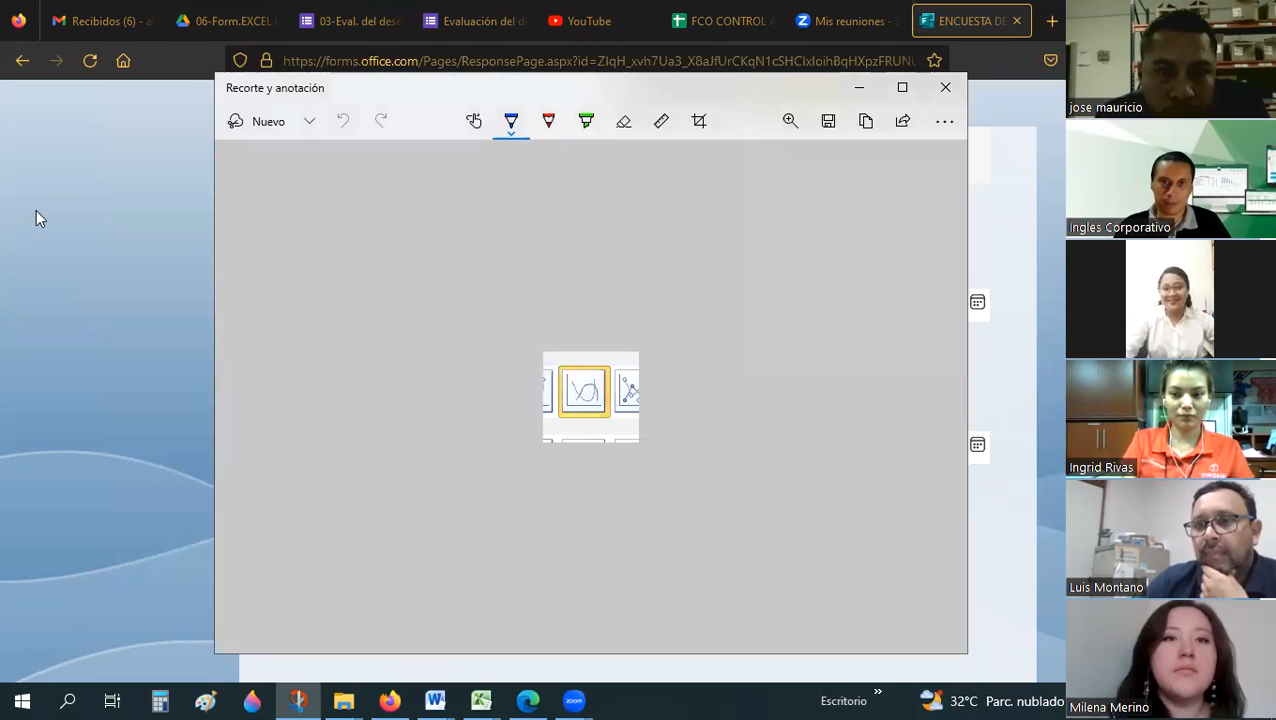 Recibidos (6) - a
06-Form.EXCEL.
03-Eval. del dese
Evaluación del d
YouTube
FCO CONTROL A
Mis reuniones - Z
ENCUESTA DE
https://forms.office.com/Pages/ResponsePage.aspx?id=
Recorte y anotación
Nuevo
jose mauricio
Ingles Corporativo
Ingrid Rivas
Luis Montano
Milena Merino
zoom
Escritorio
32°C Parc. nublado